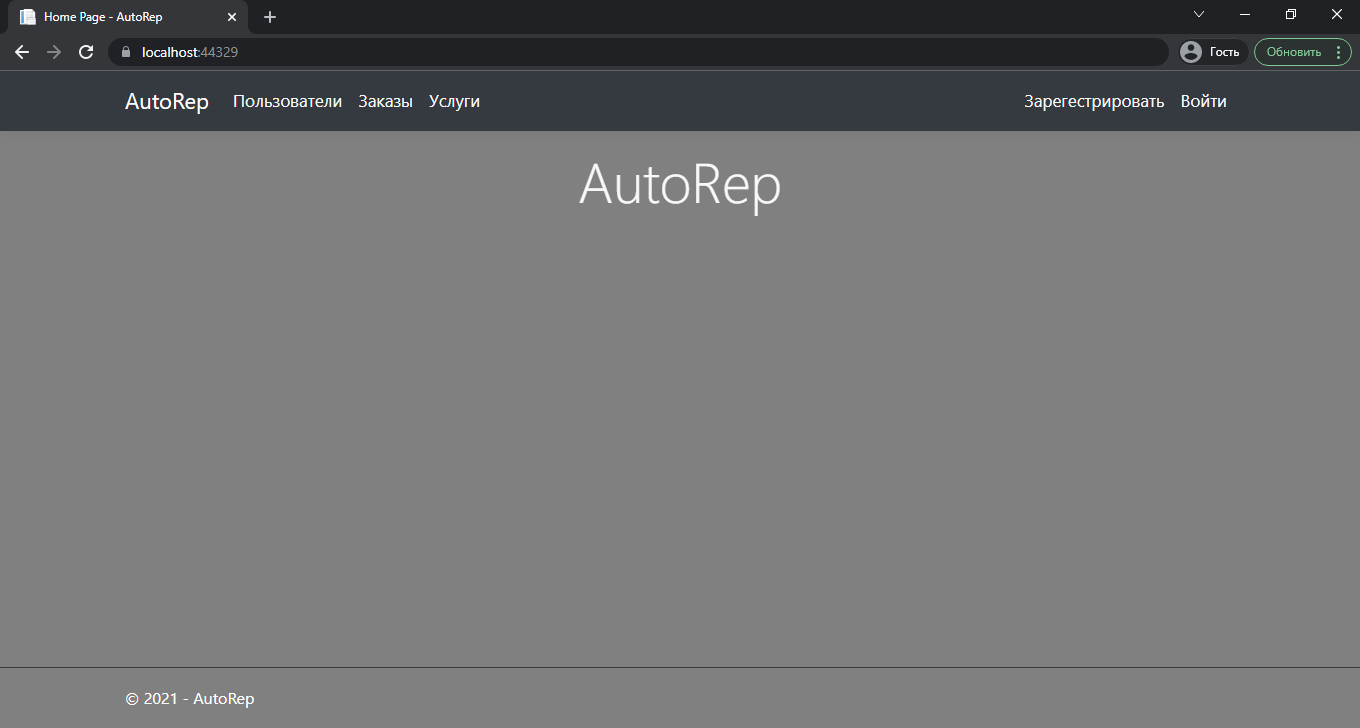 Home Page - AutoRep
localhost:44329
Гость
Обновить
AutoRep Пользователи Заказы Услуги Зарегестрировать Войти
AutoRep
© 2021 - AutoRep